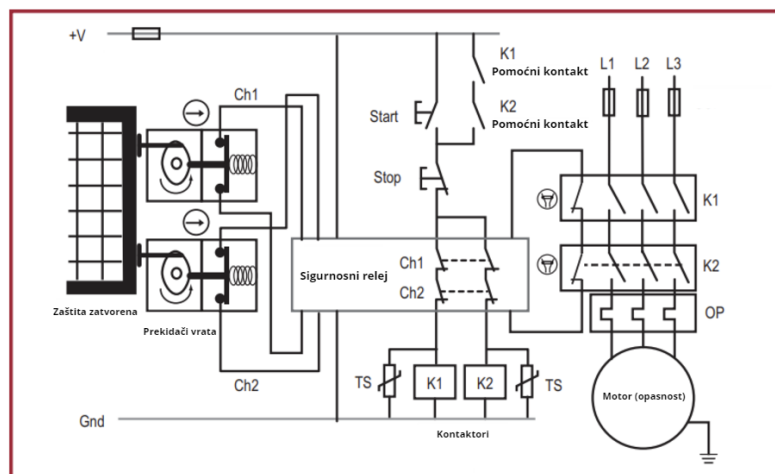 +V
K1
Pomoćni kontakt
L1 L2 L3
Ch1
K2
Pomoćni kontakt
Start
Stop
K1
Sigurnosni relej
Ch1
Ch2
K2
Zaštita zatvorena
Prekidači vrata
OP
Ch2
TS K1 K2 TS
Motor (opasnost)
Gnd
Kontaktori